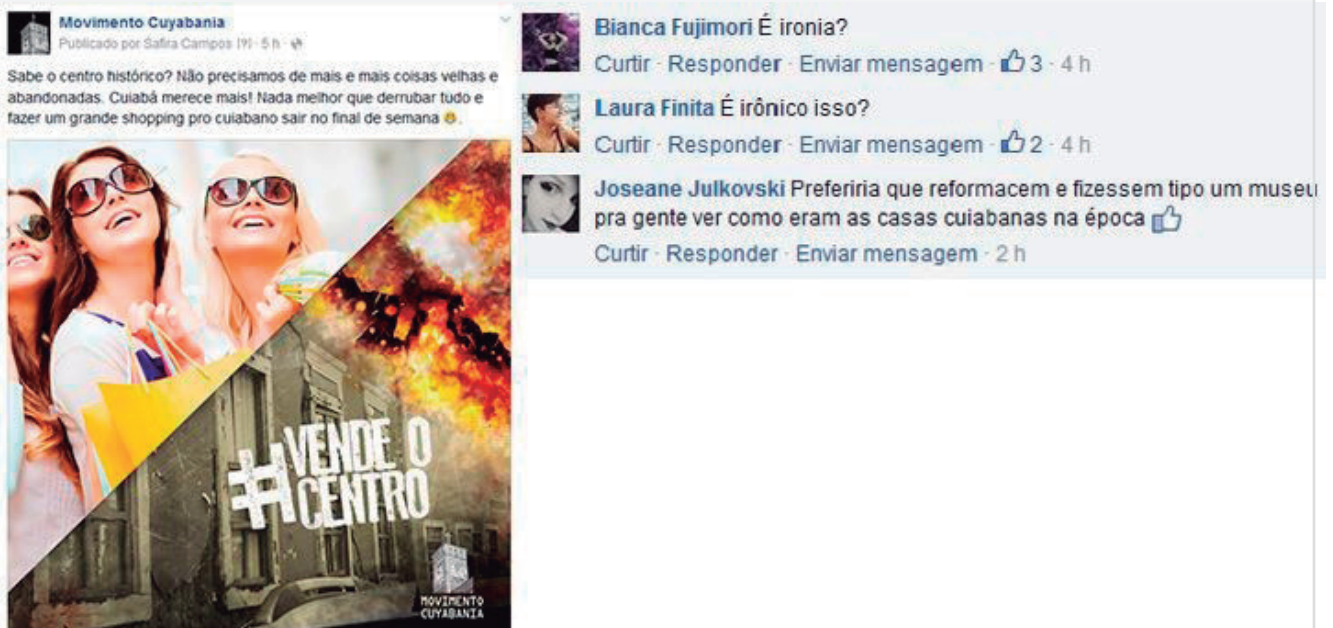 Movimento Cuyabania
Publicado por Safira Campos [?] · 5 h ·
Sabe o centro histórico? Não precisamos de mais e mais coisas velhas e
abandonadas. Cuiabá merece mais! Nada melhor que derrubar tudo e
fazer um grande shopping pro cuiabano sair no final de semana 😀.
#VENDE O
CENTRO
MOVIMENTO
CUYABANIA
Bianca Fujimori É ironia?
Curtir · Responder · Enviar mensagem · 👍 3 · 4 h
Laura Finita É irônico isso?
Curtir · Responder · Enviar mensagem · 👍 2 · 4 h
Joseane Julkovski Preferiria que reformacem e fizessem tipo um museu
pra gente ver como eram as casas cuiabanas na época 👍
Curtir · Responder · Enviar mensagem · 2 h